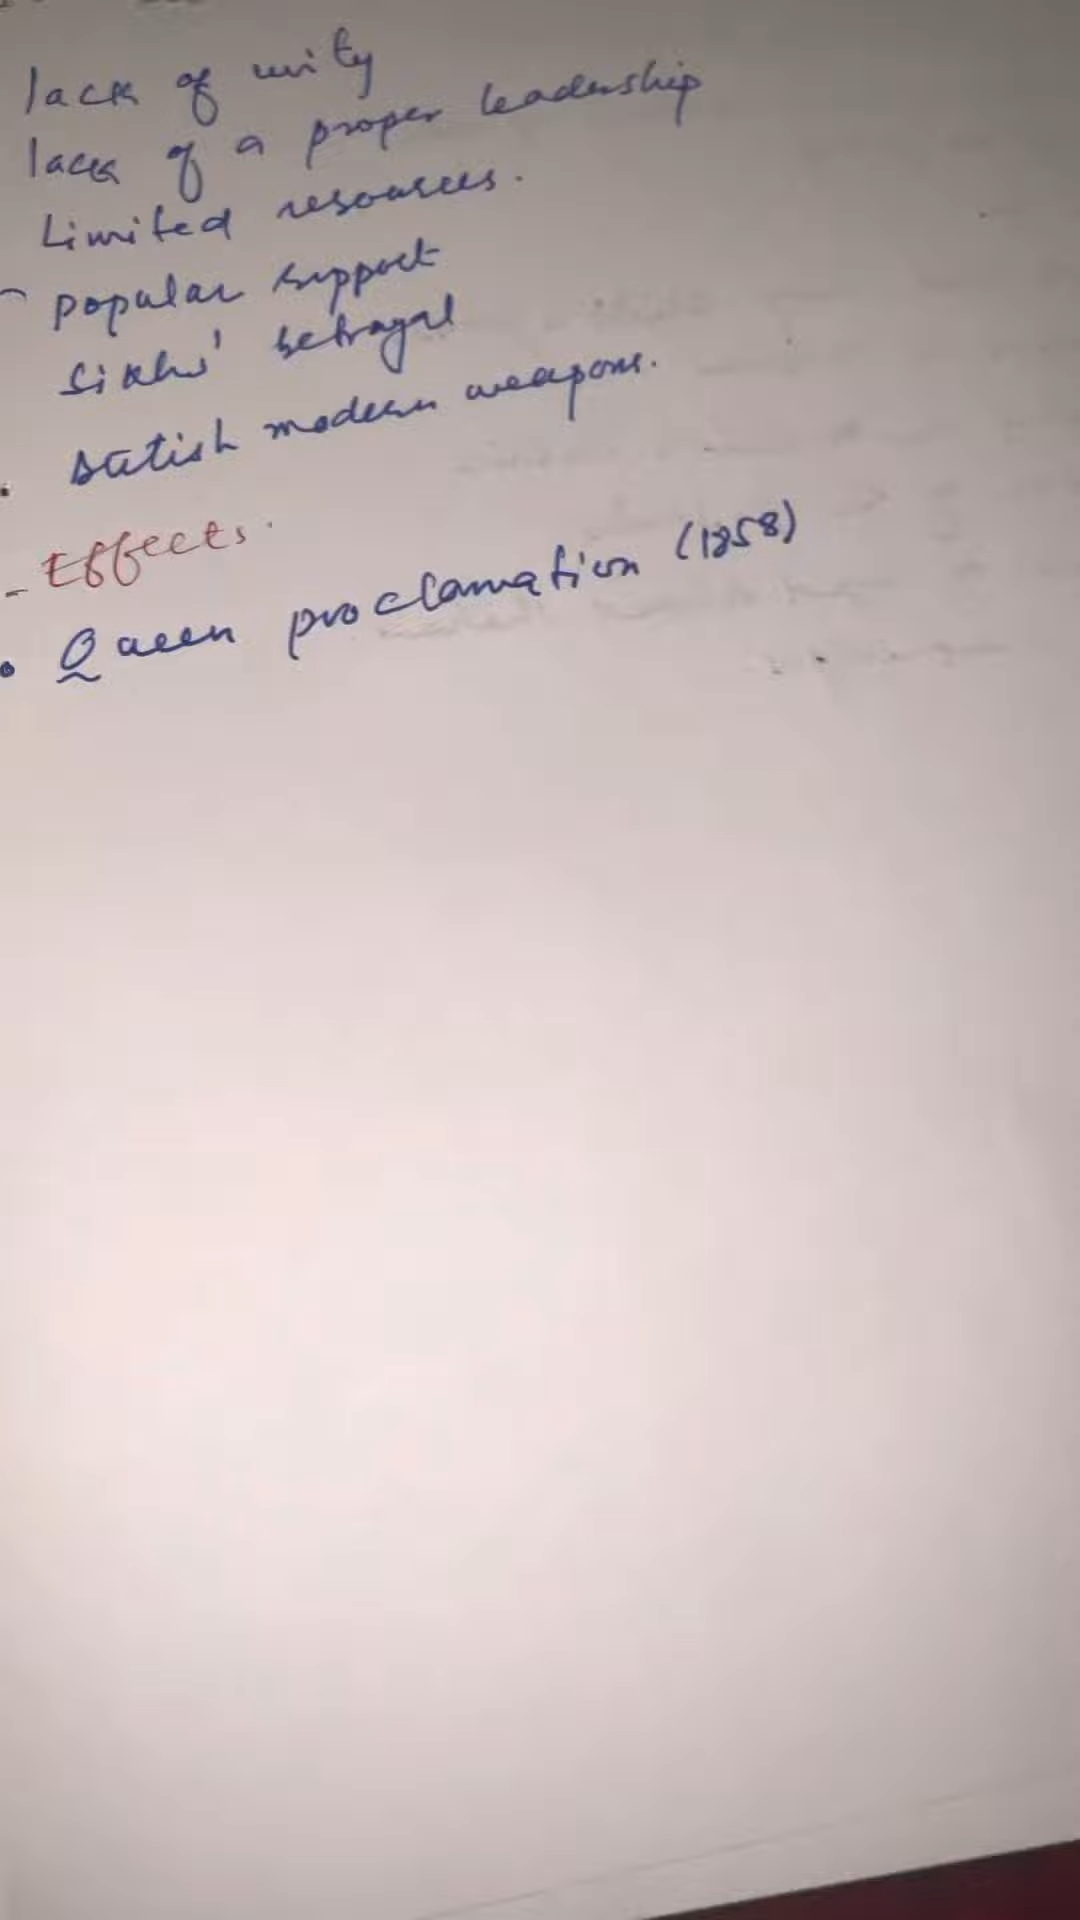 lack of unity
lack of a proper leadership
Limited resources.
- popular support
Sikhs' betrayal
• British modern weapons.
- Effects.
• Queen proclamation (1858)